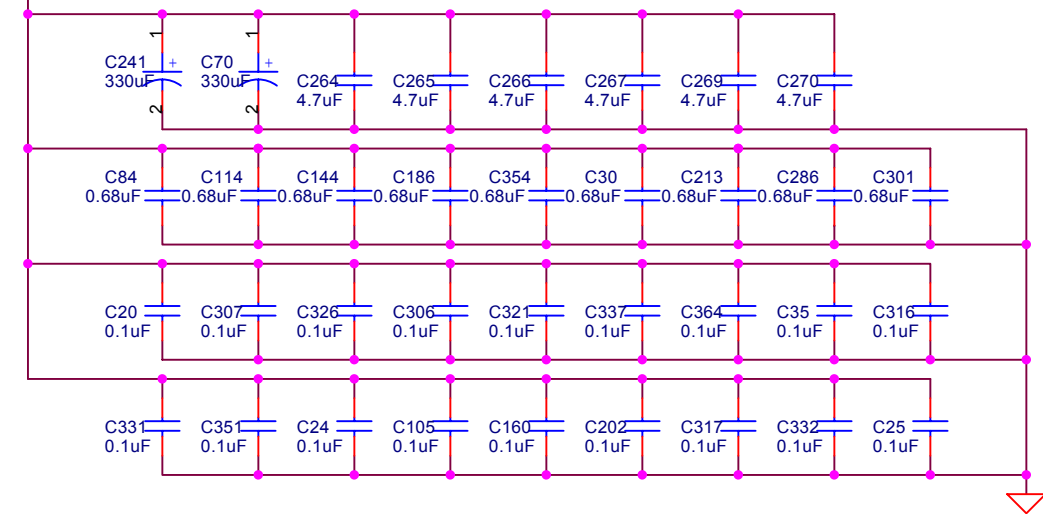 1 1
C241 + C70 +
330uF 330uF
C264 C265 C266 C267 C269 C270
4.7uF 4.7uF 4.7uF 4.7uF 4.7uF 4.7uF
2 2
C84 C114 C144 C186 C354 C30 C213 C286 C301
0.68uF 0.68uF 0.68uF 0.68uF 0.68uF 0.68uF 0.68uF 0.68uF 0.68uF
C20 C307 C326 C306 C321 C337 C364 C35 C316
0.1uF 0.1uF 0.1uF 0.1uF 0.1uF 0.1uF 0.1uF 0.1uF 0.1uF
C331 C351 C24 C105 C160 C202 C317 C332 C25
0.1uF 0.1uF 0.1uF 0.1uF 0.1uF 0.1uF 0.1uF 0.1uF 0.1uF